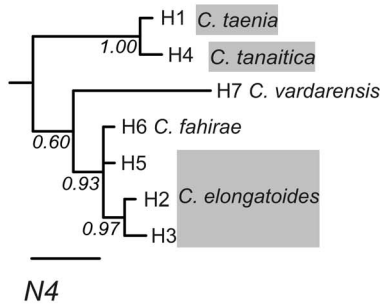 H1 C. taenia
1.00
H4 C. tanaitica
H7 C. vardarensis
H6 C. fahirae
0.60
H5
0.93
H2 C. elongatoides
0.97
H3
N4